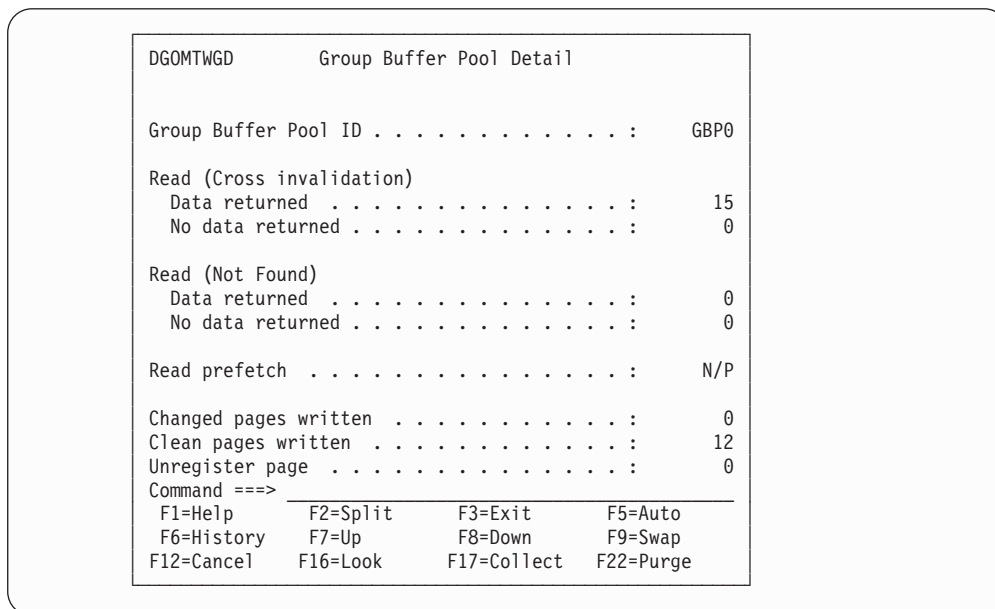 DGOMTWGD Group Buffer Pool Detail
Group Buffer Pool ID . . . . . . . . . . . . : GBP0
Read (Cross invalidation)
Data returned . . . . . . . . . . . . . . : 15
No data returned . . . . . . . . . . . . . : 0
Read (Not Found)
Data returned . . . . . . . . . . . . . . : 0
No data returned . . . . . . . . . . . . . : 0
Read prefetch . . . . . . . . . . . . . . . : N/P
Changed pages written . . . . . . . . . . . : 0
Clean pages written . . . . . . . . . . . . : 12
Unregister page . . . . . . . . . . . . . . : 0
Command ===> __________________________________________
F1=Help F2=Split F3=Exit F5=Auto
F6=History F7=Up F8=Down F9=Swap
F12=Cancel F16=Look F17=Collect F22=Purge